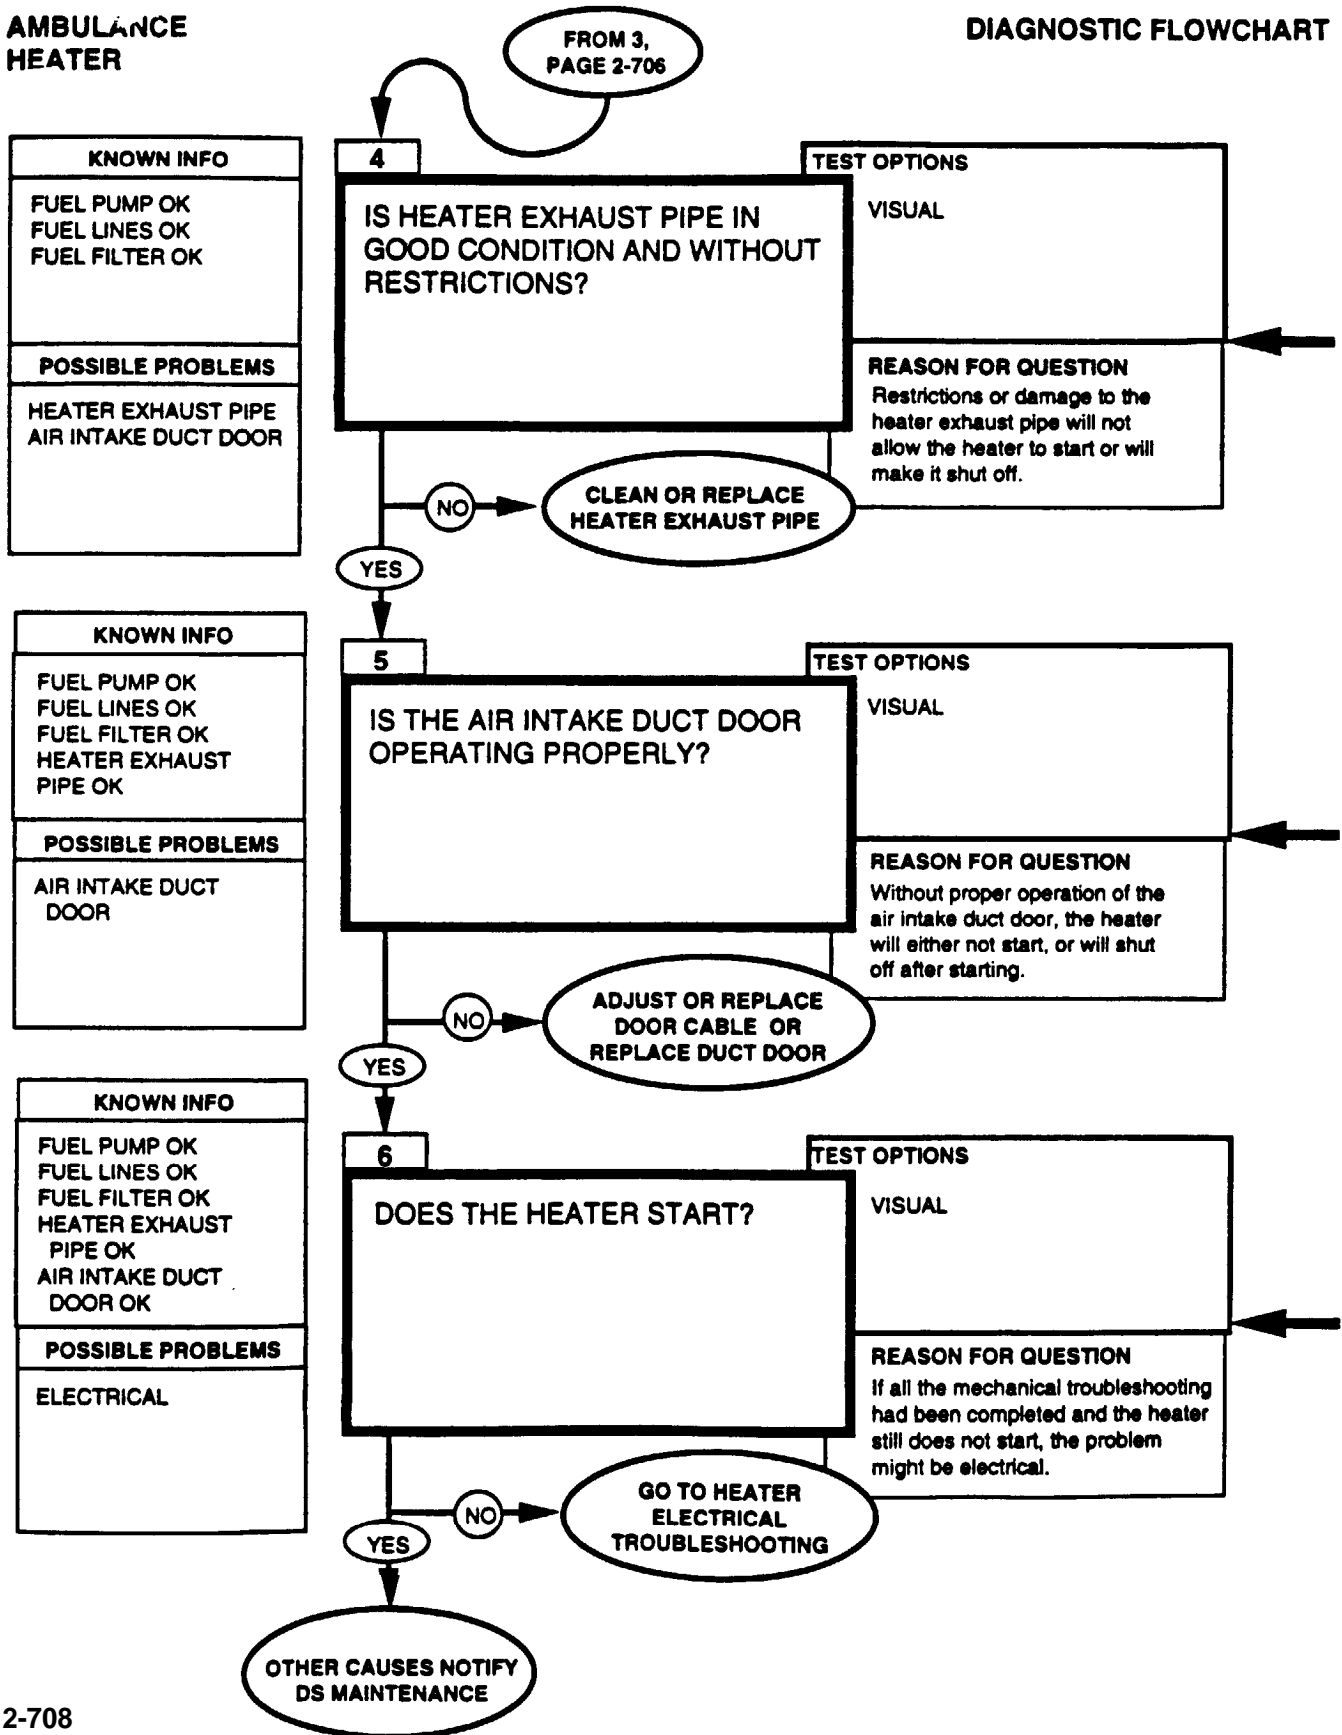 AMBULANCE
HEATER
DIAGNOSTIC FLOWCHART
FROM 3,
PAGE 2-706
KNOWN INFO
FUEL PUMP OK
FUEL LINES OK
FUEL FILTER OK
POSSIBLE PROBLEMS
HEATER EXHAUST PIPE
AIR INTAKE DUCT DOOR
4
IS HEATER EXHAUST PIPE IN
GOOD CONDITION AND WITHOUT
RESTRICTIONS?
TEST OPTIONS
VISUAL
REASON FOR QUESTION
Restrictions or damage to the
heater exhaust pipe will not
allow the heater to start or will
make it shut off.
NO
CLEAN OR REPLACE
HEATER EXHAUST PIPE
YES
KNOWN INFO
FUEL PUMP OK
FUEL LINES OK
FUEL FILTER OK
HEATER EXHAUST
PIPE OK
POSSIBLE PROBLEMS
AIR INTAKE DUCT
DOOR
5
IS THE AIR INTAKE DUCT DOOR
OPERATING PROPERLY?
TEST OPTIONS
VISUAL
REASON FOR QUESTION
Without proper operation of the
air intake duct door, the heater
will either not start, or will shut
off after starting.
NO
ADJUST OR REPLACE
DOOR CABLE OR
REPLACE DUCT DOOR
YES
KNOWN INFO
FUEL PUMP OK
FUEL LINES OK
FUEL FILTER OK
HEATER EXHAUST
PIPE OK
AIR INTAKE DUCT
DOOR OK
POSSIBLE PROBLEMS
ELECTRICAL
6
DOES THE HEATER START?
TEST OPTIONS
VISUAL
REASON FOR QUESTION
If all the mechanical troubleshooting
had been completed and the heater
still does not start, the problem
might be electrical.
NO
GO TO HEATER
ELECTRICAL
TROUBLESHOOTING
YES
OTHER CAUSES NOTIFY
DS MAINTENANCE
2-708